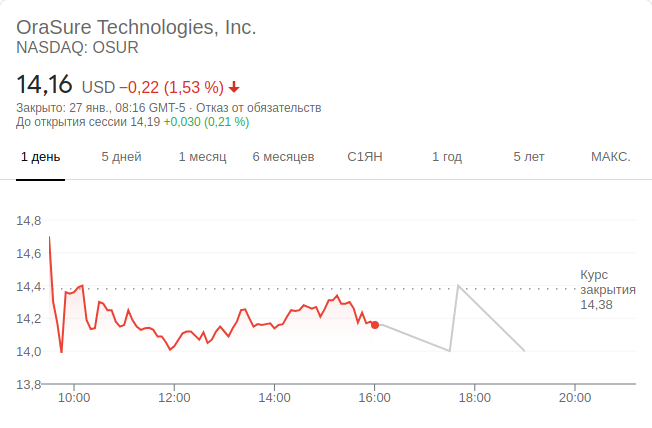 OraSure Technologies, Inc.
NASDAQ: OSUR
14,16 USD −0,22 (1,53 %)
Закрыто: 27 янв., 08:16 GMT-5 · Отказ от обязательств
До открытия сессии 14,19 +0,030 (0,21 %)
1 день 5 дней 1 месяц 6 месяцев С1ЯН 1 год 5 лет МАКС.
14,8
14,6
14,4
14,2
14,0
13,8
Курс
закрытия
14,38
10:00 12:00 14:00 16:00 18:00 20:00